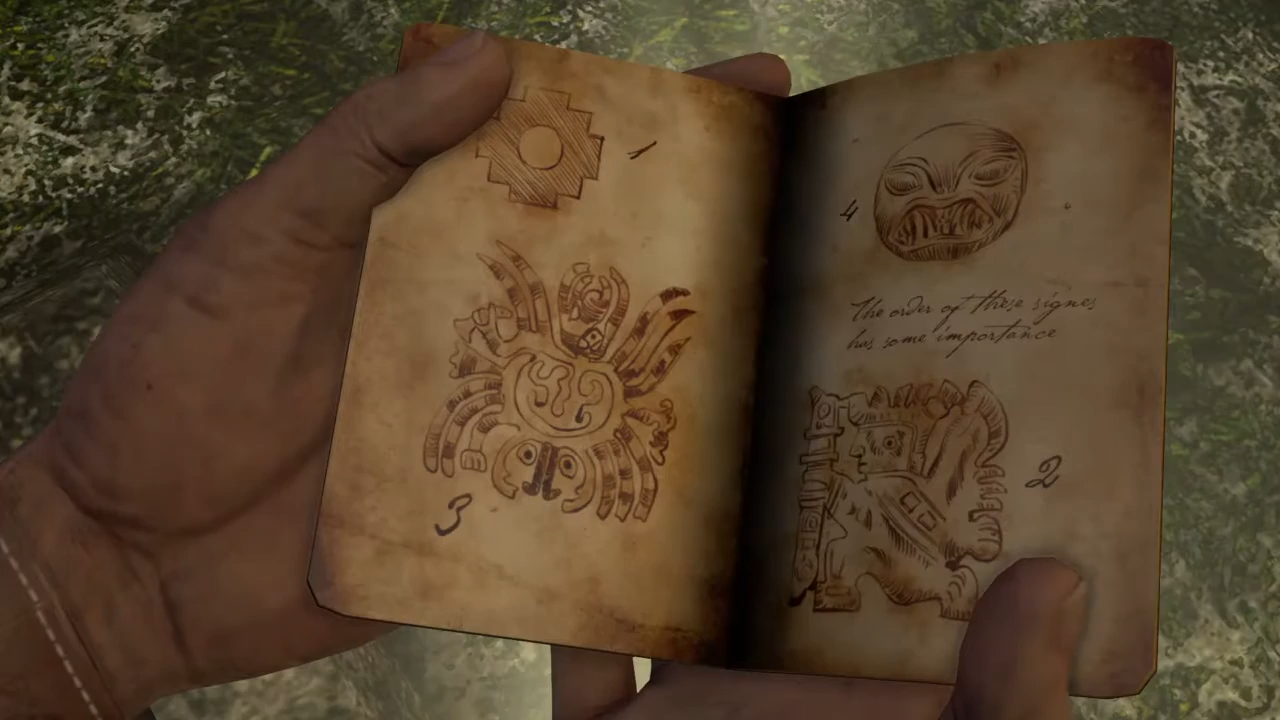 1
3
4
the order of these signes
has some importance
2